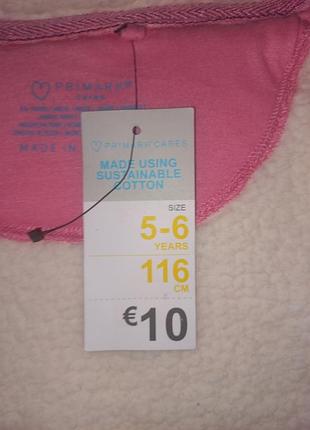 PRIMARK®
MADE IN
PRIMARK® CARES
MADE USING
SUSTAINABLE
COTTON
SIZE
5-6
YEARS
116
CM
€10